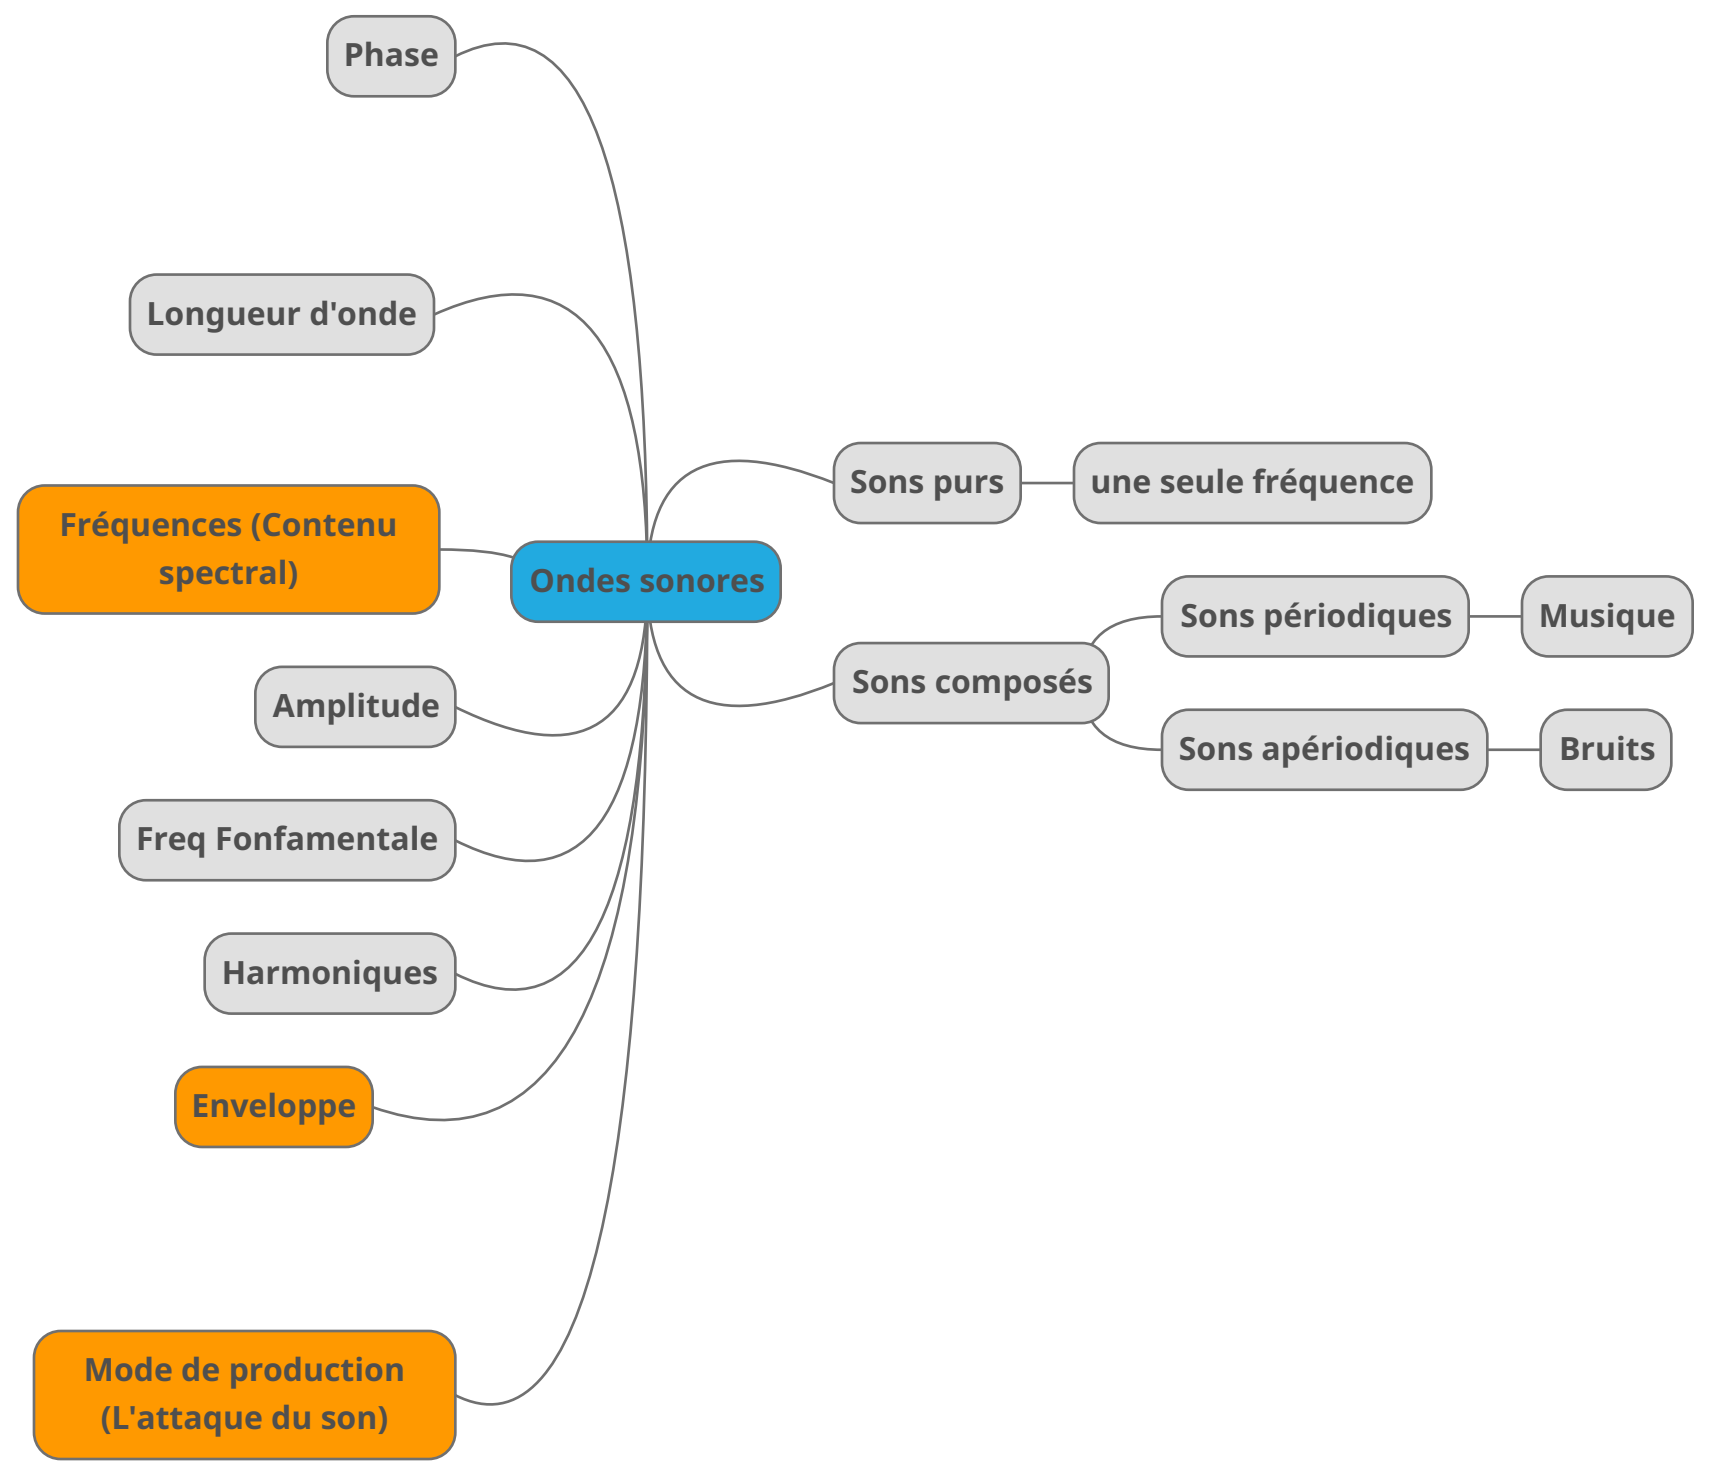 Phase
Longueur d'onde
Fréquences (Contenu
spectral)
Amplitude
Freq Fonfamentale
Harmoniques
Enveloppe
Mode de production
(L'attaque du son)
Ondes sonores
Sons purs
une seule fréquence
Sons composés
Sons périodiques
Musique
Sons apériodiques
Bruits